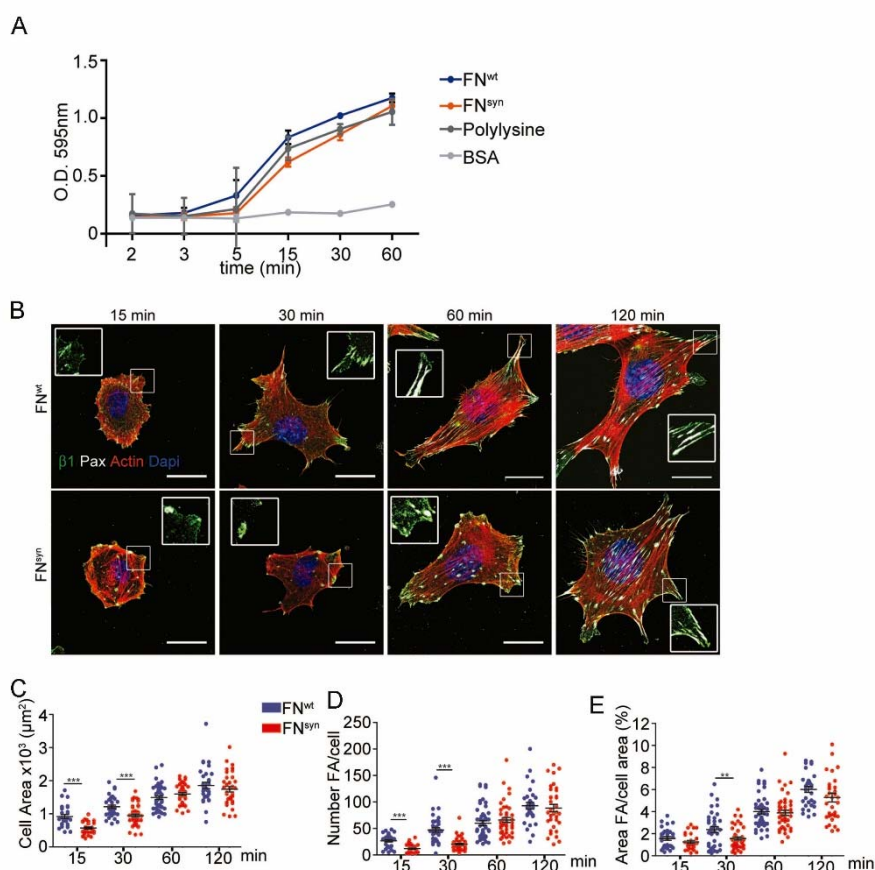 A
O.D. 595nm
1.5
1.0
0.5
0
2 3 5 15 30 60
time (min)
FNwt
FNsyn
Polylysine
BSA
B
15 min 30 min 60 min 120 min
FNwt
β1 Pax Actin Dapi
FNsyn
C
Cell Area x10³ (μm²)
4
3
2
1
0
*** ***
15 30 60 120 min
FNwt
FNsyn
D
Number FA/cell
250
200
150
100
50
0
*** ***
15 30 60 120 min
E
Area FA/cell area (%)
12
10
8
6
4
2
0
**
15 30 60 120 min